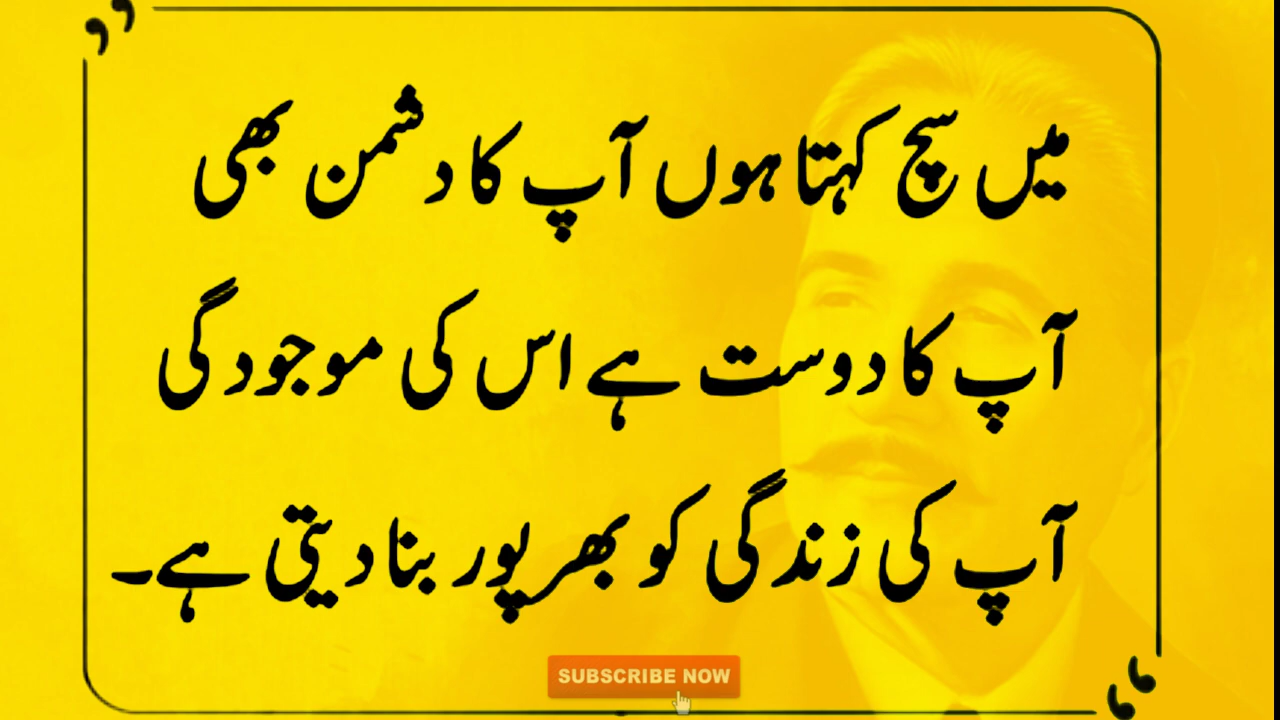 میں سچ کہتا ہوں آپ کا دشمن بھی
آپ کا دوست ہے اس کی موجودگی
آپ کی زندگی کو بھرپور بنا دیتی ہے۔
SUBSCRIBE NOW